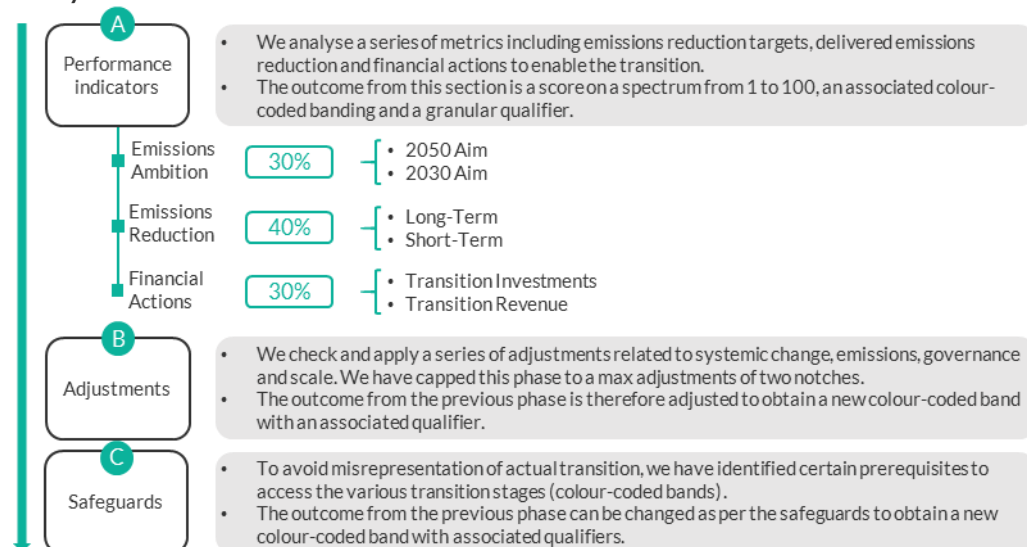 A
Performance
indicators
• We analyse a series of metrics including emissions reduction targets, delivered emissions
reduction and financial actions to enable the transition.
• The outcome from this section is a score on a spectrum from 1 to 100, an associated colour-
coded banding and a granular qualifier.
Emissions
Ambition
30%
• 2050 Aim
• 2030 Aim
Emissions
Reduction
40%
• Long-Term
• Short-Term
Financial
Actions
30%
• Transition Investments
• Transition Revenue
B
Adjustments
• We check and apply a series of adjustments related to systemic change, emissions, governance
and scale. We have capped this phase to a max adjustments of two notches.
• The outcome from the previous phase is therefore adjusted to obtain a new colour-coded band
with an associated qualifier.
C
Safeguards
• To avoid misrepresentation of actual transition, we have identified certain prerequisites to
access the various transition stages (colour-coded bands).
• The outcome from the previous phase can be changed as per the safeguards to obtain a new
colour-coded band with associated qualifiers.